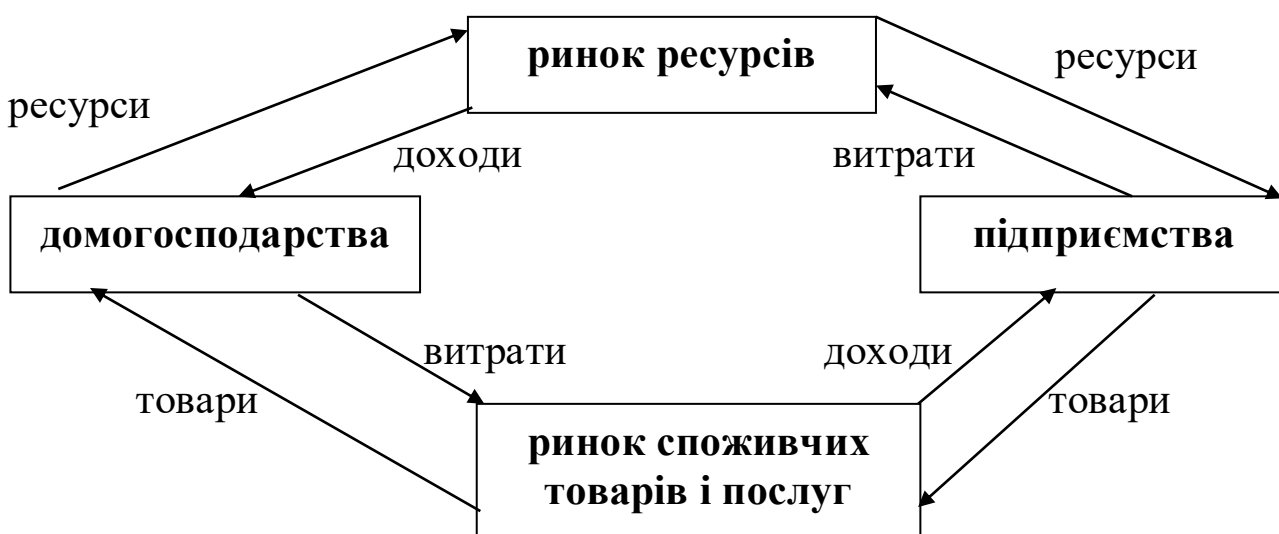 ринок ресурсів
ресурси
ресурси
доходи
витрати
домогосподарства
підприємства
витрати
доходи
товари
товари
ринок споживчих
товарів і послуг